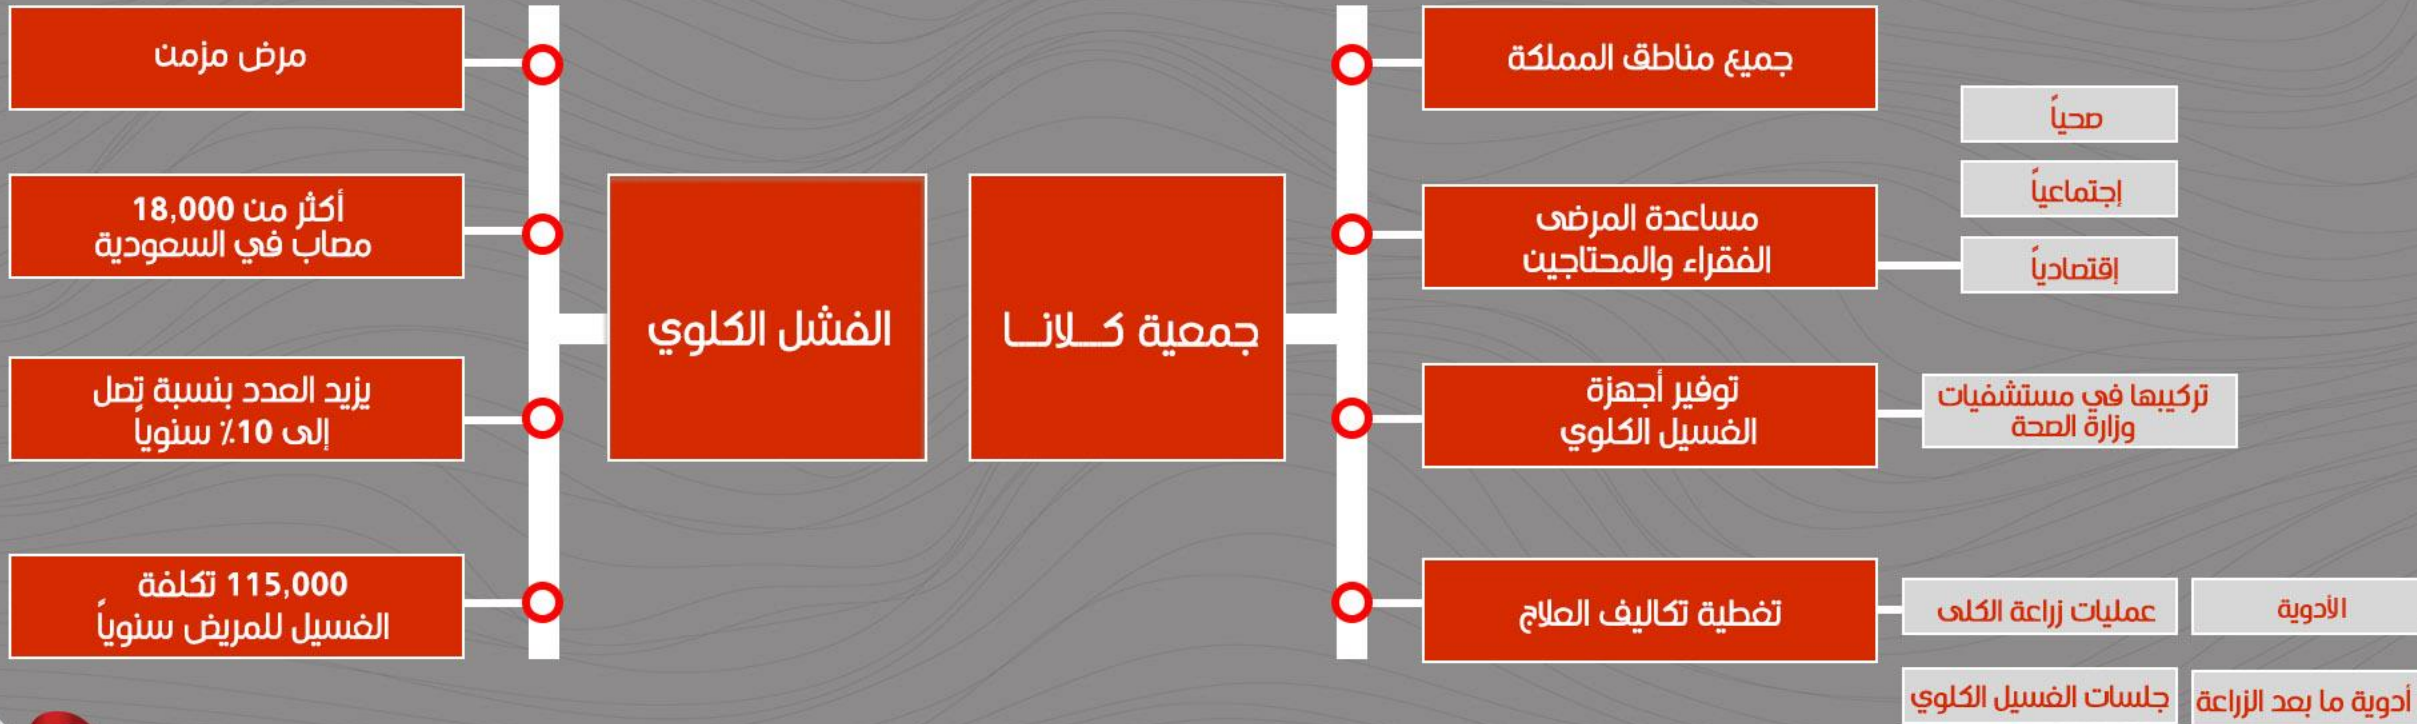 جميع مناطق المملكة
صحياً
إجتماعياً
إقتصادياً
مساعدة المرضى
الفقراء والمحتاجين
جمعية كـــلانـــا
توفير أجهزة
الغسيل الكلوي
تركيبها في مستشفيات
وزارة الصحة
تغطية تكاليف العلاج
عمليات زراعة الكلى
الأدوية
جلسات الغسيل الكلوي
أدوية ما بعد الزراعة
الفشل الكلوي
مرض مزمن
أكثر من 18,000
مصاب في السعودية
يزيد العدد بنسبة تصل
إلى 10٪ سنوياً
115,000 تكلفة
الغسيل للمريض سنوياً